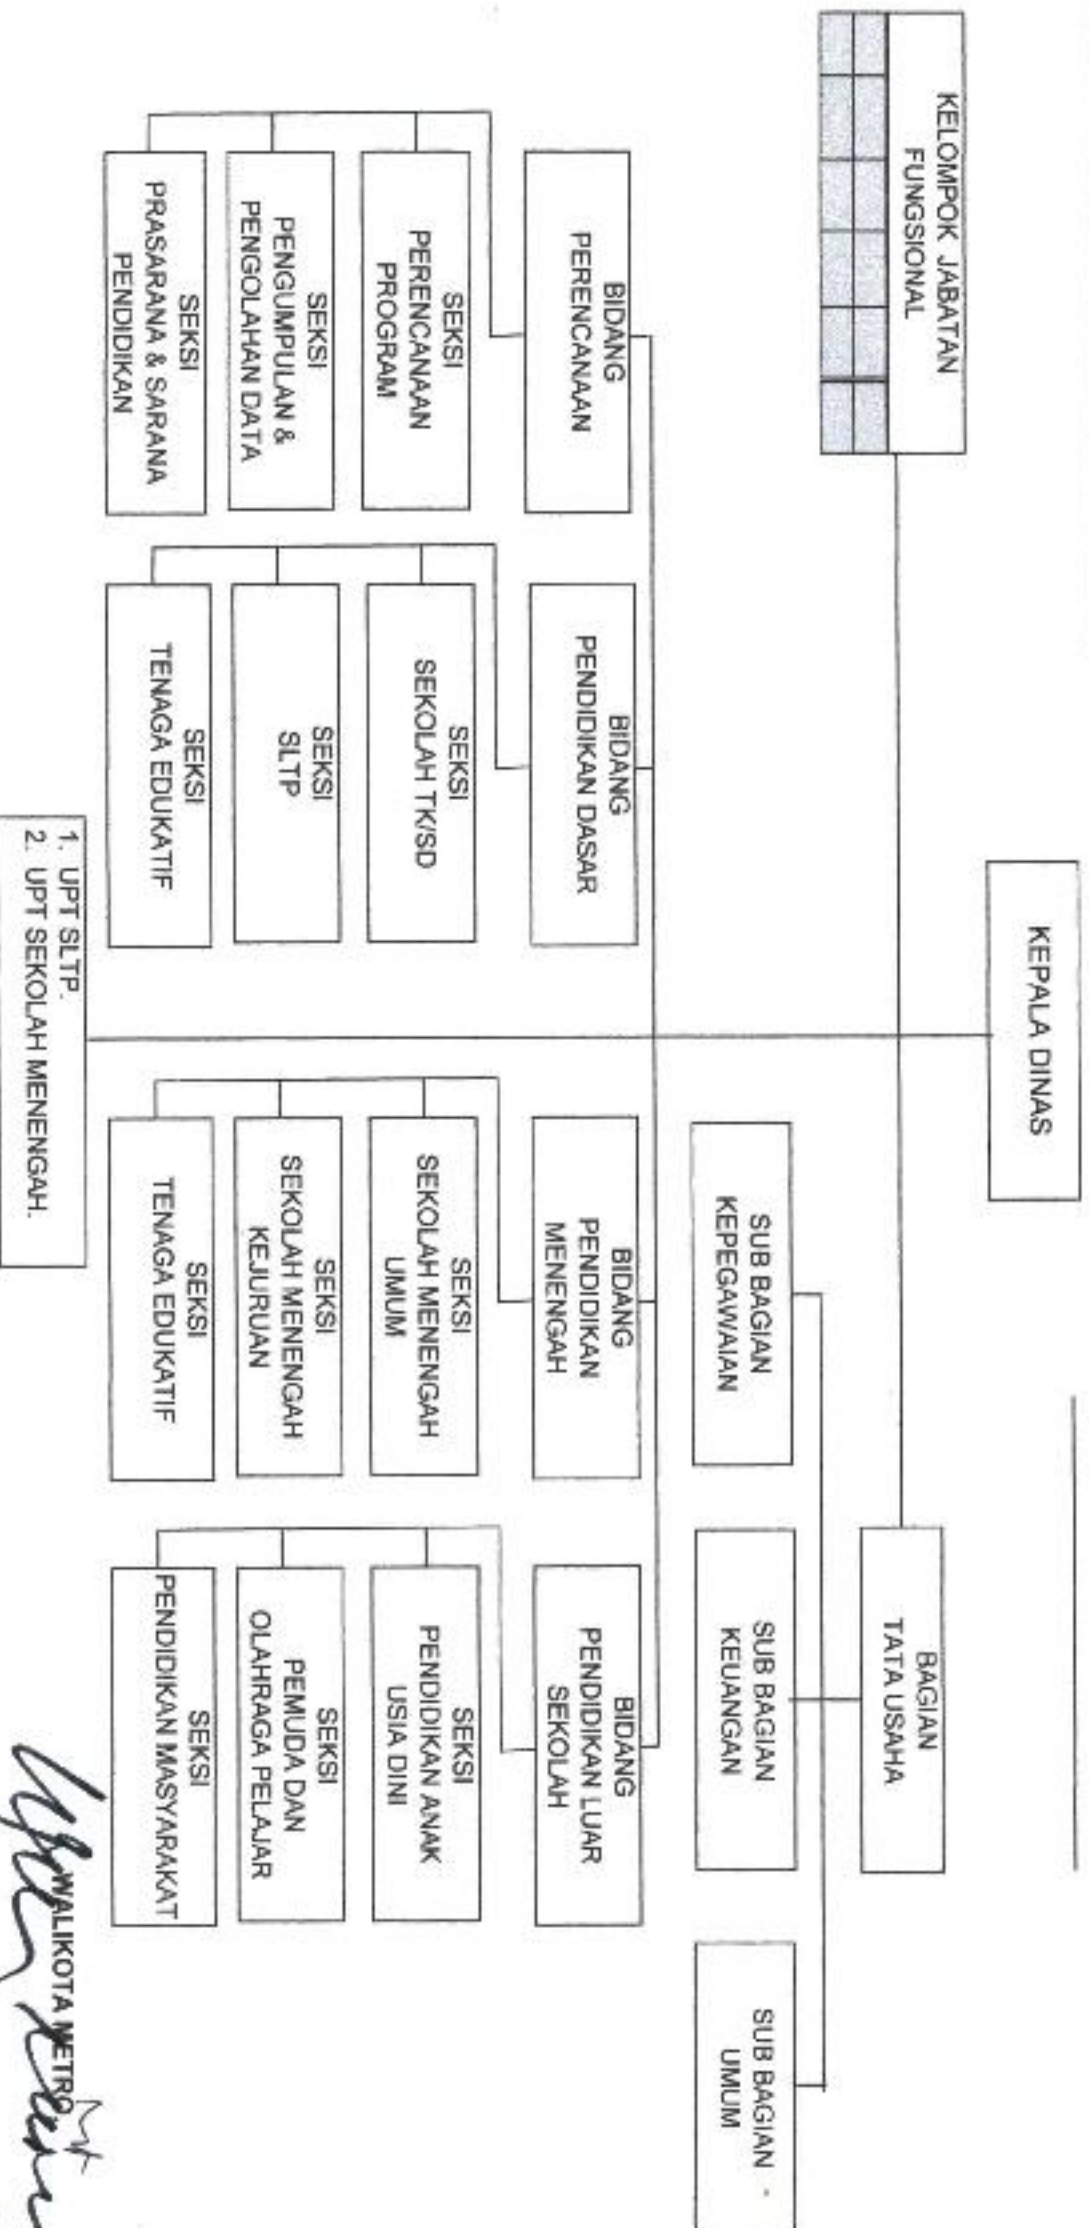 KEPALA DINAS
KELOMPOK JABATAN
FUNGSIONAL
BAGIAN
TATA USAHA
SUB BAGIAN
KEPEGAWAIAN
SUB BAGIAN
KEUANGAN
SUB BAGIAN
UMUM
BIDANG
PERENCANAAN
BIDANG
PENDIDIKAN DASAR
BIDANG
PENDIDIKAN
MENENGAH
BIDANG
PENDIDIKAN LUAR
SEKOLAH
SEKSI
PERENCANAAN
PROGRAM
SEKSI
SEKOLAH TK/SD
SEKSI
SEKOLAH MENENGAH
UMUM
SEKSI
PENDIDIKAN ANAK
USIA DINI
SEKSI
PENGUMPULAN &
PENGOLAHAN DATA
SEKSI
SLTP
SEKSI
SEKOLAH MENENGAH
KEJURUAN
SEKSI
PEMUDA DAN
OLAHRAGA PELAJAR
SEKSI
PRASARANA & SARANA
PENDIDIKAN
SEKSI
TENAGA EDUKATIF
SEKSI
TENAGA EDUKATIF
SEKSI
PENDIDIKAN MASYARAKAT
1. UPT SLTP.
2. UPT SEKOLAH MENENGAH.
WALIKOTA METRO